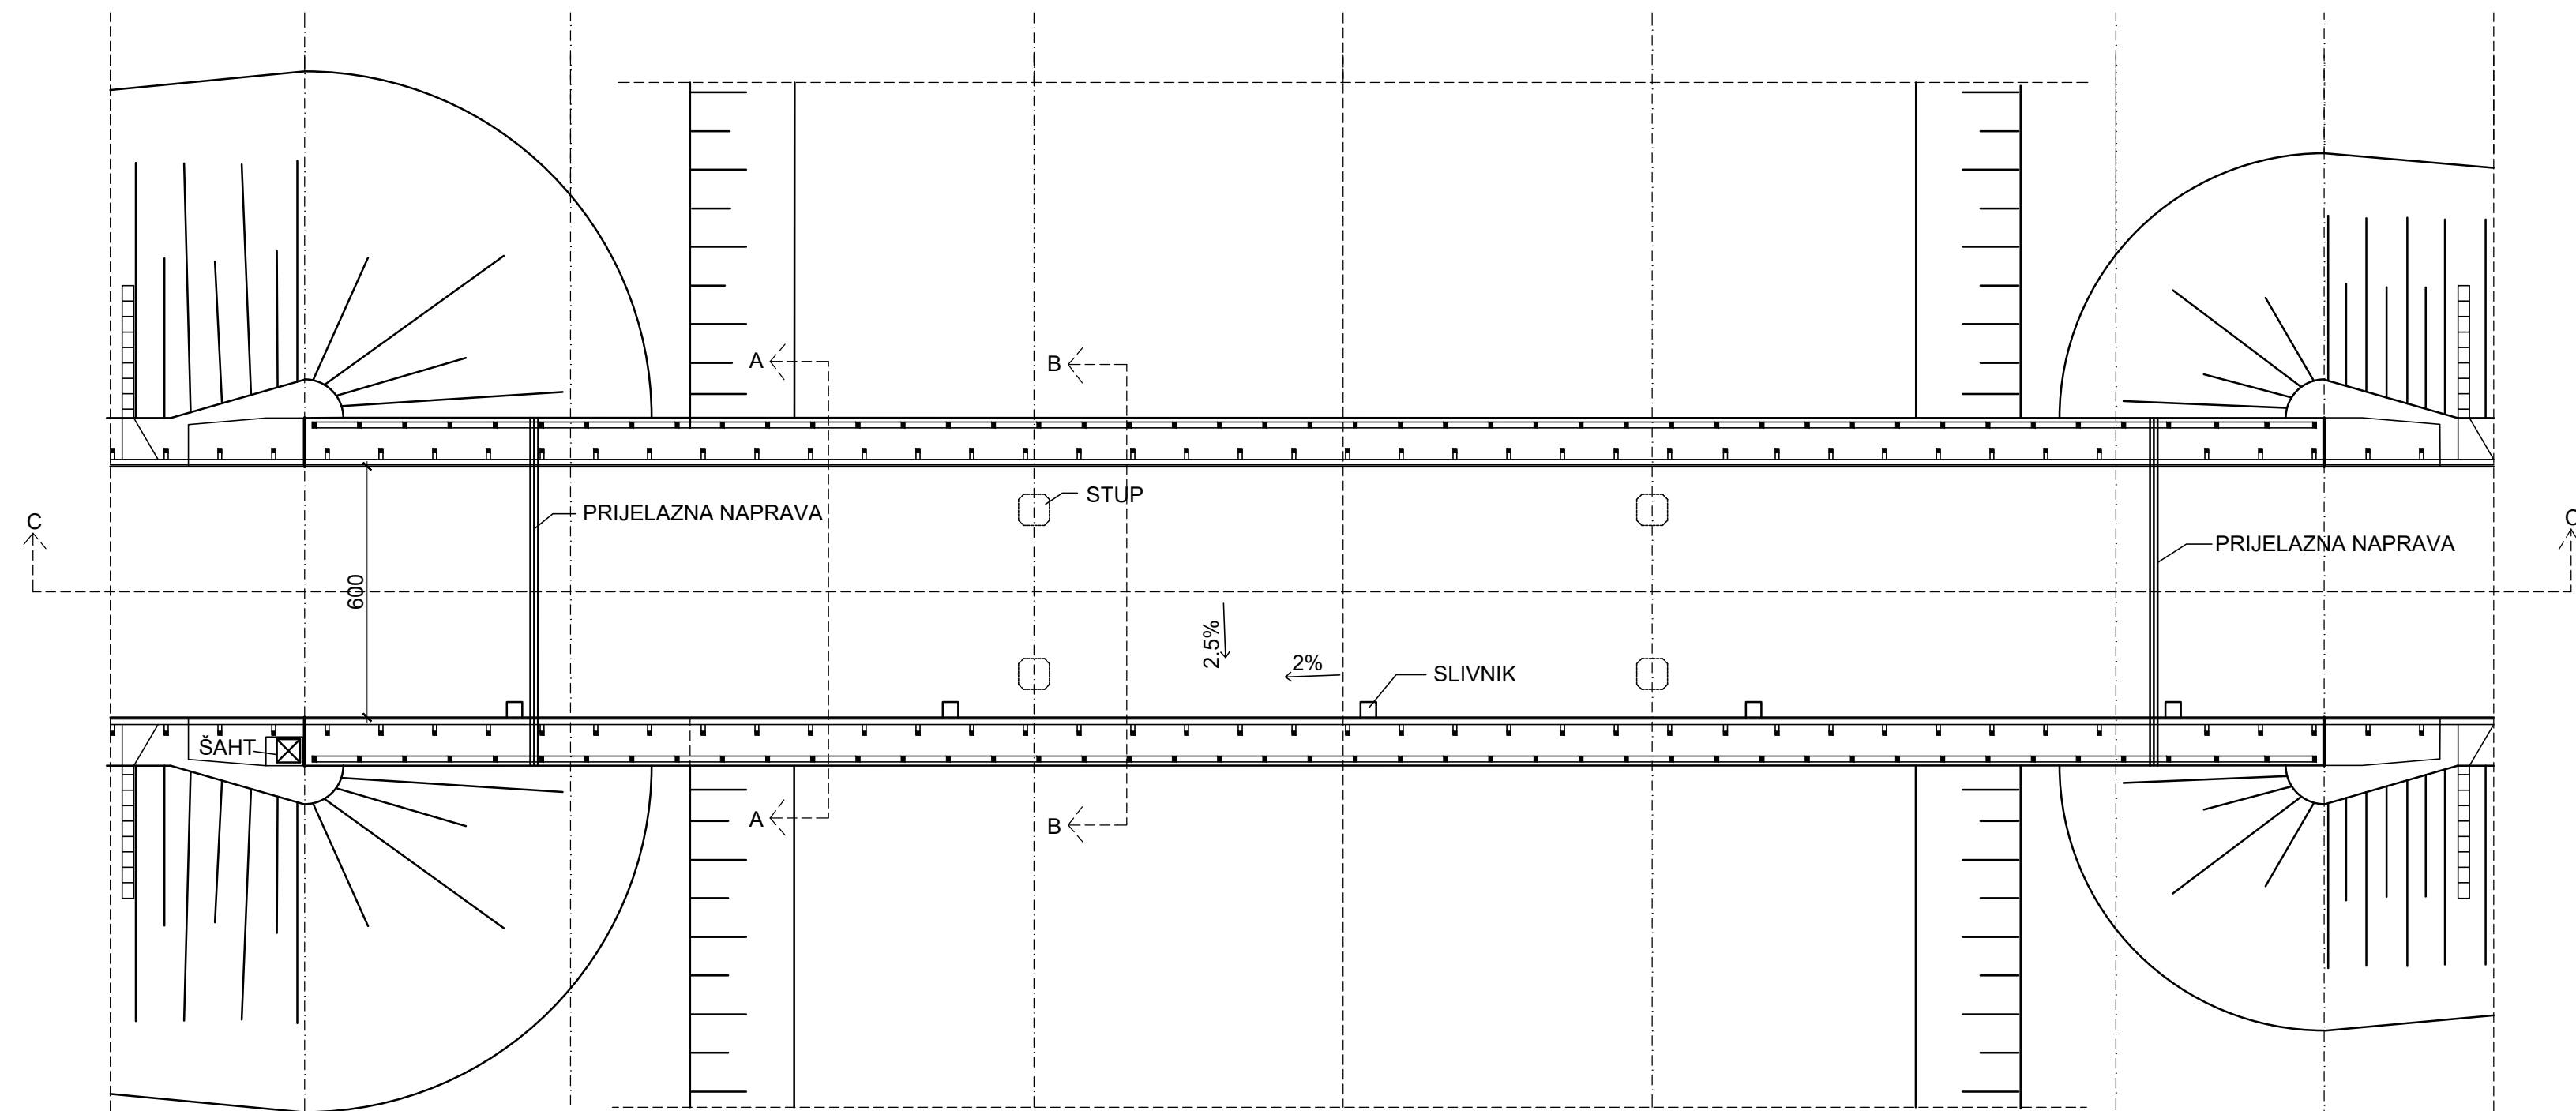 A
B
STUP
PRIJELAZNA NAPRAVA
C
C
PRIJELAZNA NAPRAVA
600
2.5%
2%
SLIVNIK
ŠAHT
A
B